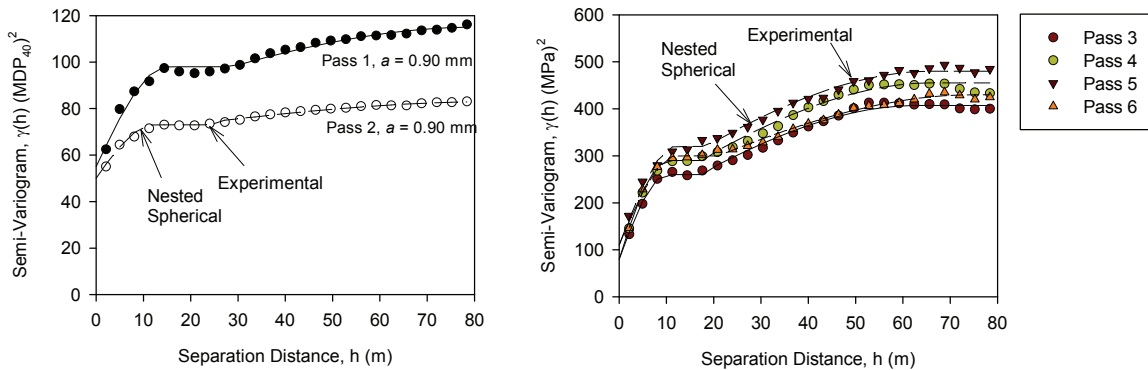 Semi-Variogram, γ(h) (MDP40)2
120
100
80
60
40
20
0
Pass 1, a = 0.90 mm
Pass 2, a = 0.90 mm
Nested
Spherical
Experimental
0 10 20 30 40 50 60 70 80
Separation Distance, h (m)
Semi-Variogram, γ(h) (MPa)2
600
500
400
300
200
100
0
Experimental
Nested
Spherical
0 10 20 30 40 50 60 70 80
Separation Distance, h (m)
Pass 3
Pass 4
Pass 5
Pass 6